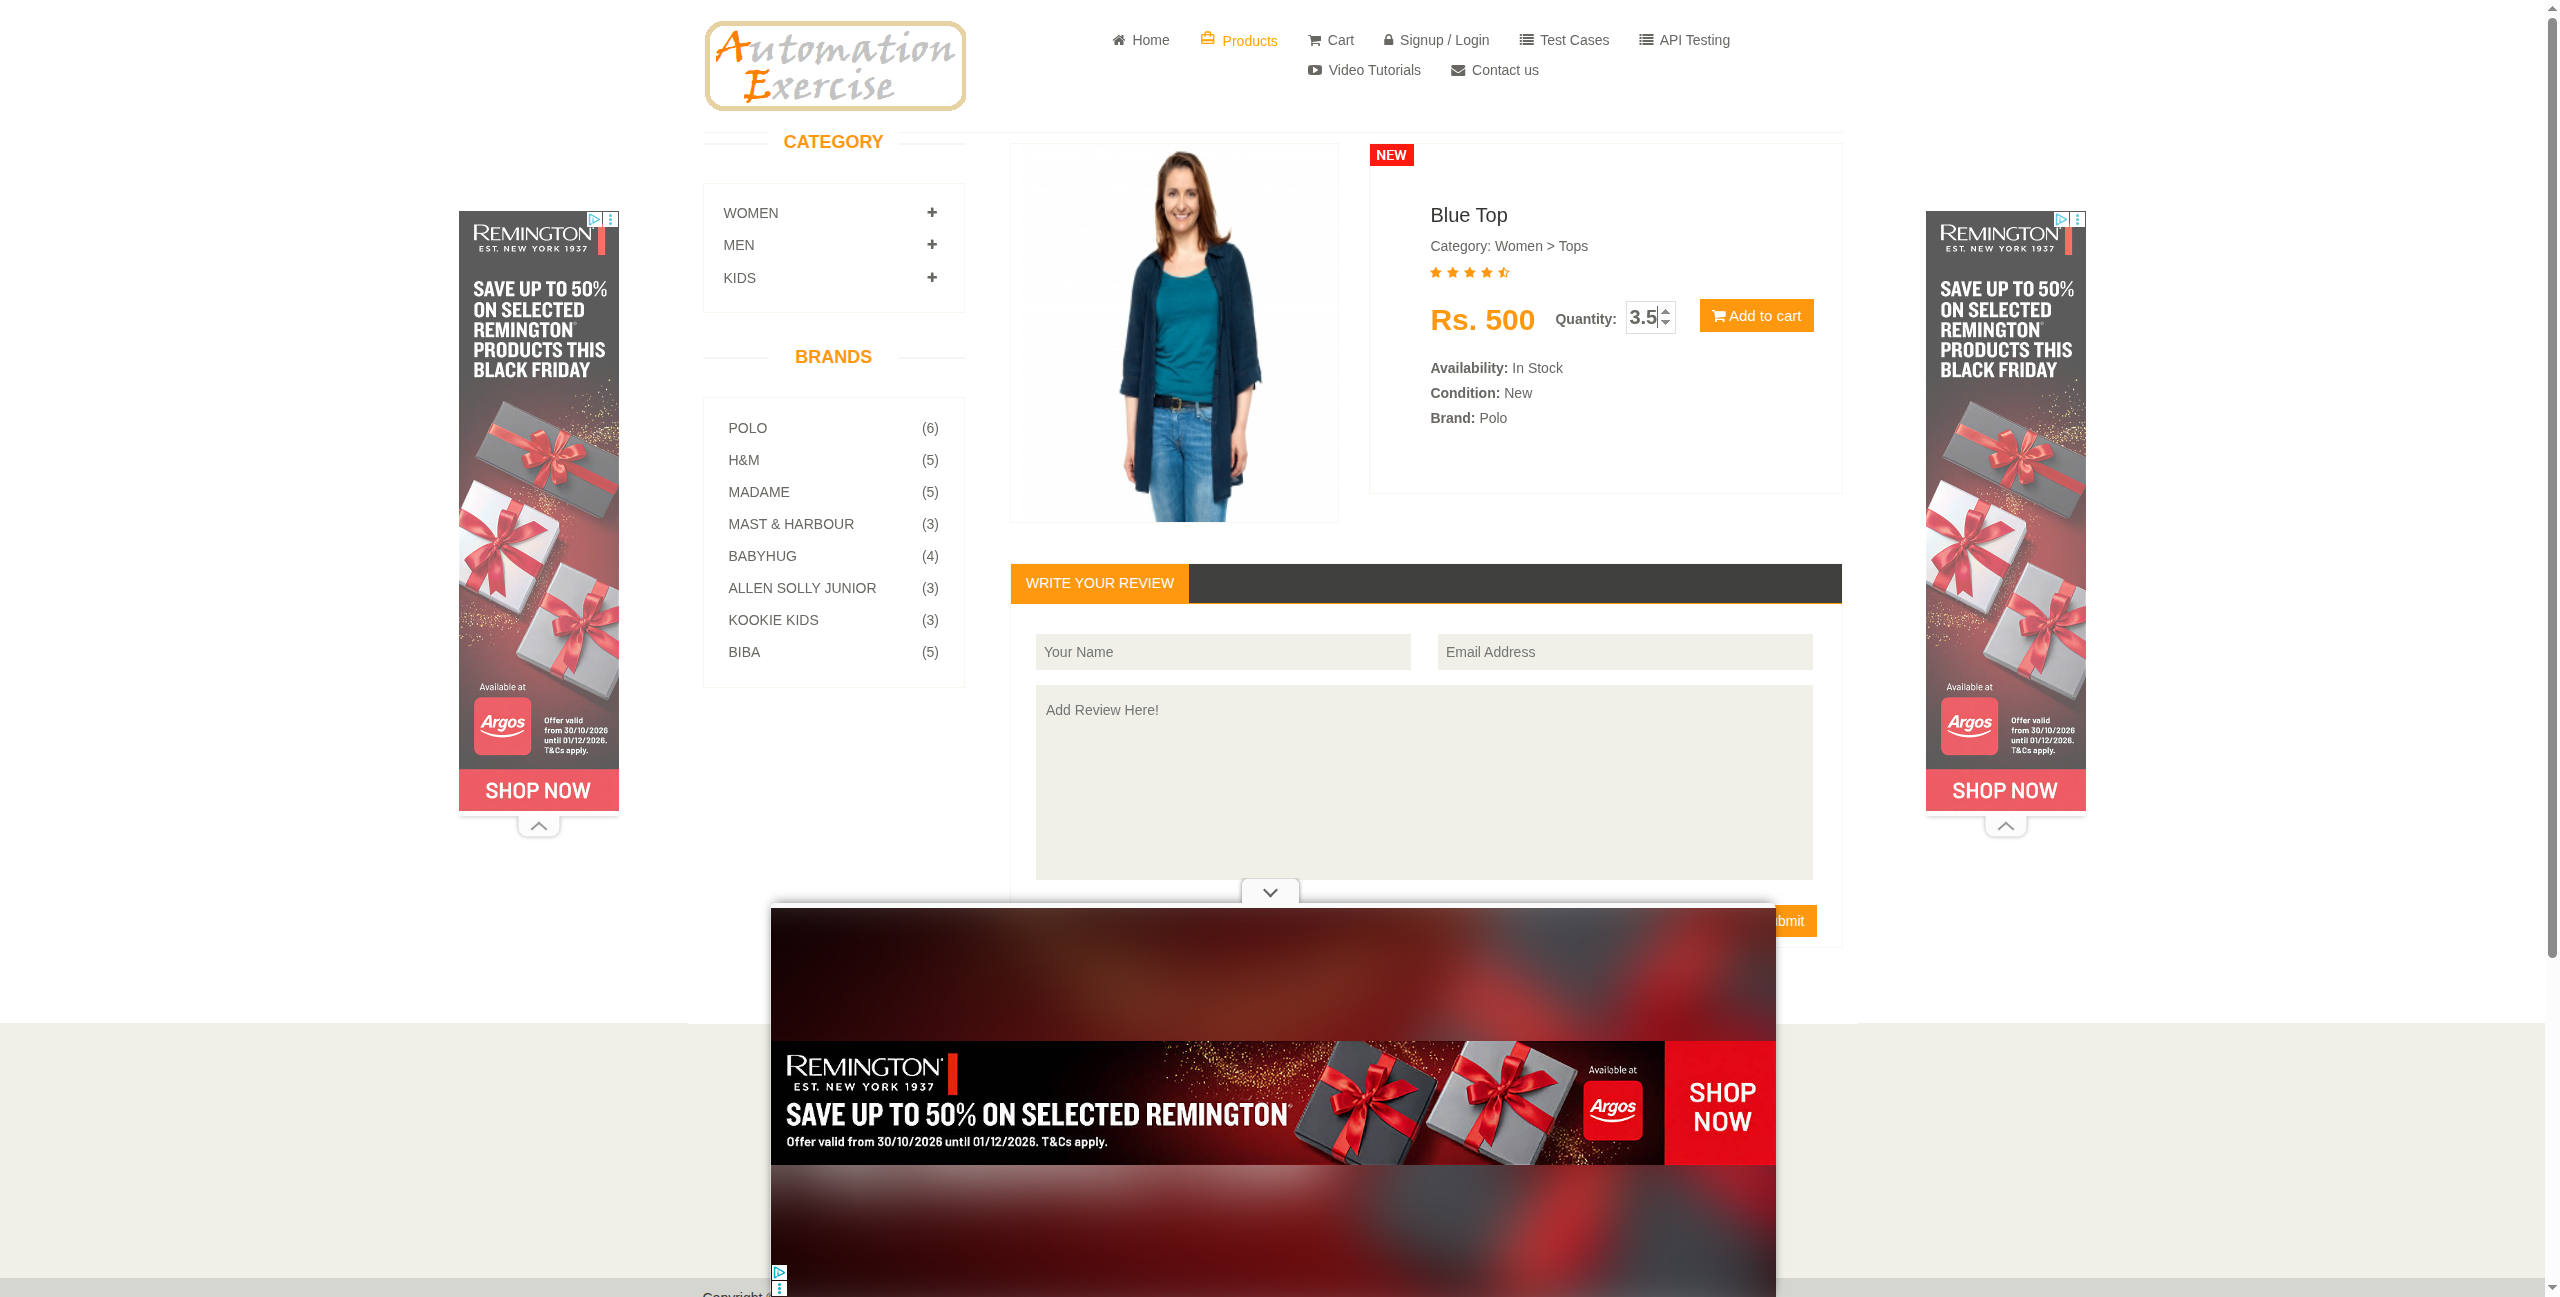 Automation
Exercise
Home
Products
Cart
Signup / Login
Test Cases
API Testing
Video Tutorials
Contact us
CATEGORY
WOMEN
MEN
KIDS
BRANDS
POLO (6)
H&M (5)
MADAME (5)
MAST & HARBOUR (3)
BABYHUG (4)
ALLEN SOLLY JUNIOR (3)
KOOKIE KIDS (3)
BIBA (5)
NEW
Blue Top
Category: Women > Tops
Rs. 500 Quantity: 3.5 Add to cart
Availability: In Stock
Condition: New
Brand: Polo
WRITE YOUR REVIEW
Your Name
Email Address
Add Review Here!
REMINGTON
EST. NEW YORK 1937
SAVE UP TO 50%
ON SELECTED
REMINGTON
PRODUCTS THIS
BLACK FRIDAY
Available at
Argos
Offer valid
from 30/10/2026
until 01/12/2026.
T&Cs apply.
SHOP NOW
REMINGTON
EST. NEW YORK 1937
SAVE UP TO 50%
ON SELECTED
REMINGTON
PRODUCTS THIS
BLACK FRIDAY
Available at
Argos
Offer valid
from 30/10/2026
until 01/12/2026.
T&Cs apply.
SHOP NOW
REMINGTON
EST. NEW YORK 1937
SAVE UP TO 50% ON SELECTED REMINGTON
Offer valid from 30/10/2026 until 01/12/2026. T&Cs apply.
Available at
Argos
SHOP
NOW